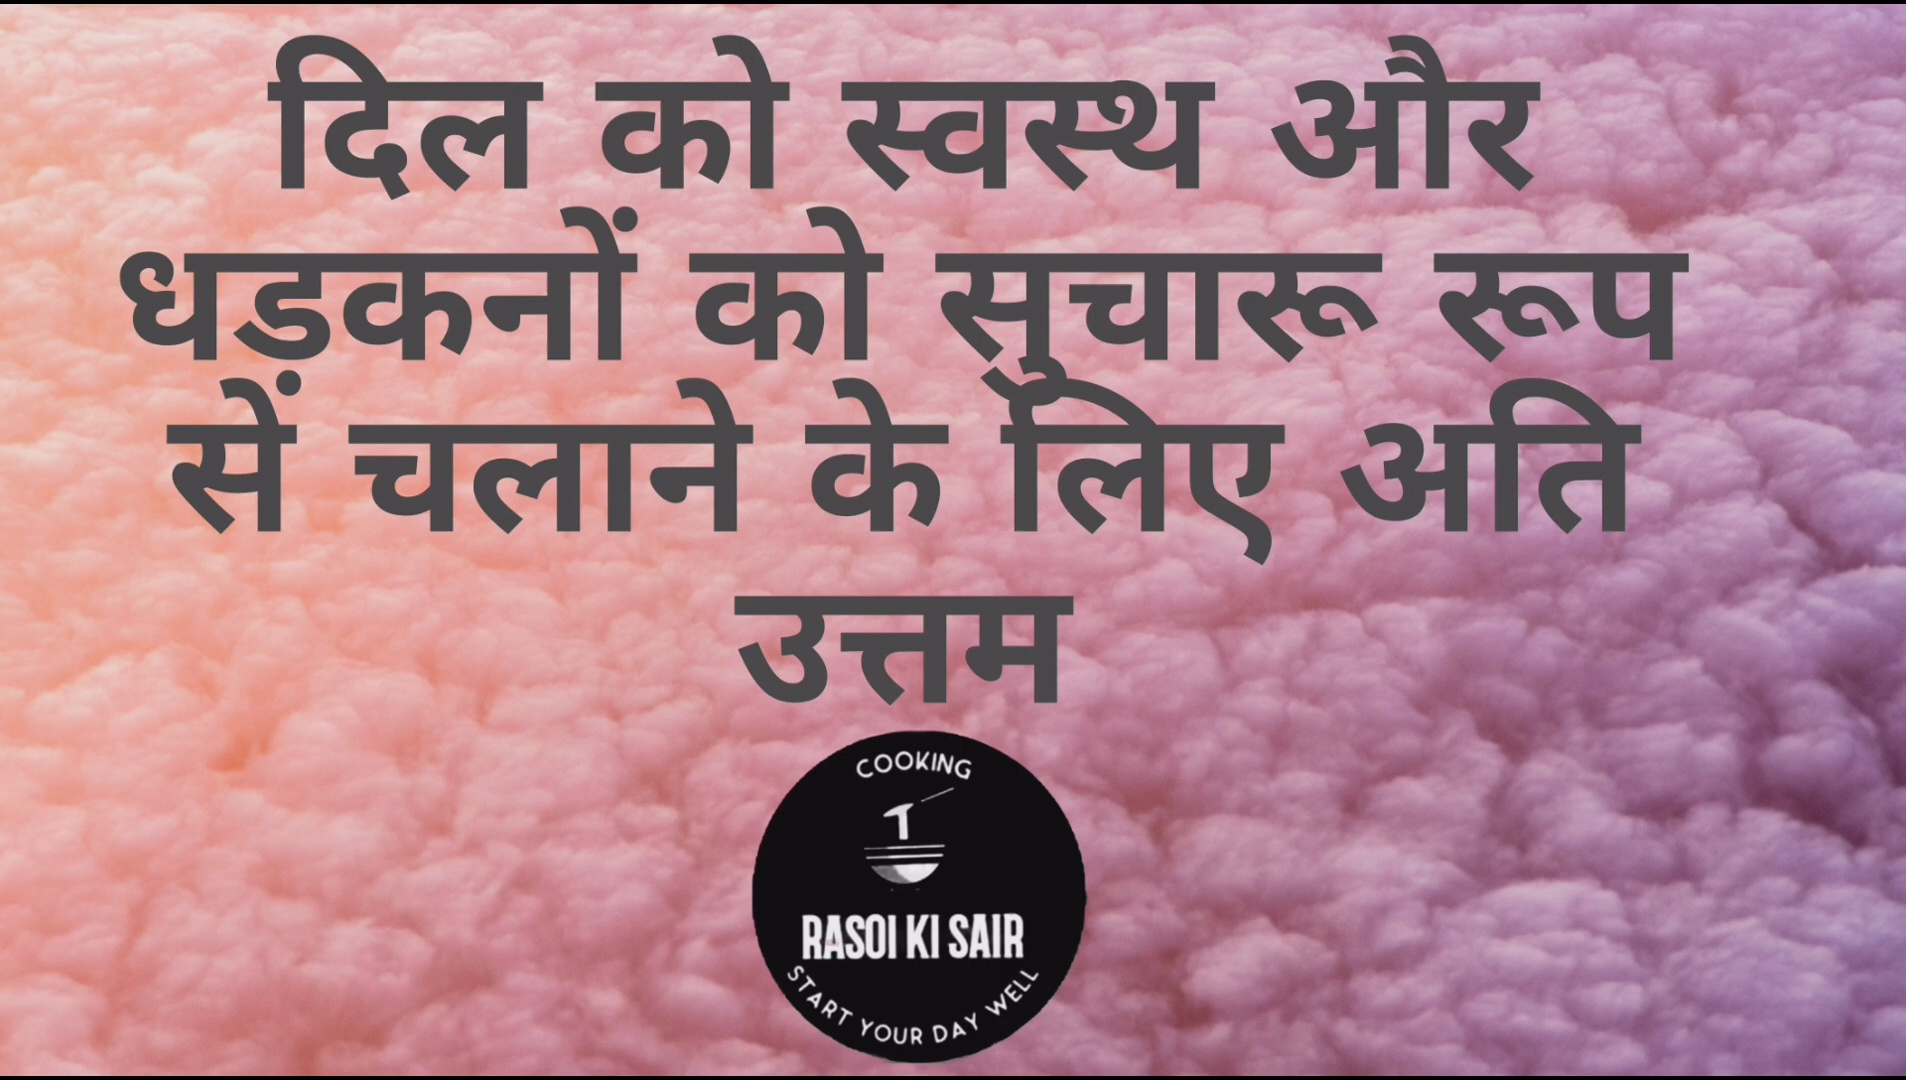 दिल को स्वस्थ और
धड़कनों को सुचारू रूप
सें चलाने के लिए अति
उत्तम
COOKING
RASOI KI SAIR
START YOUR DAY WELL